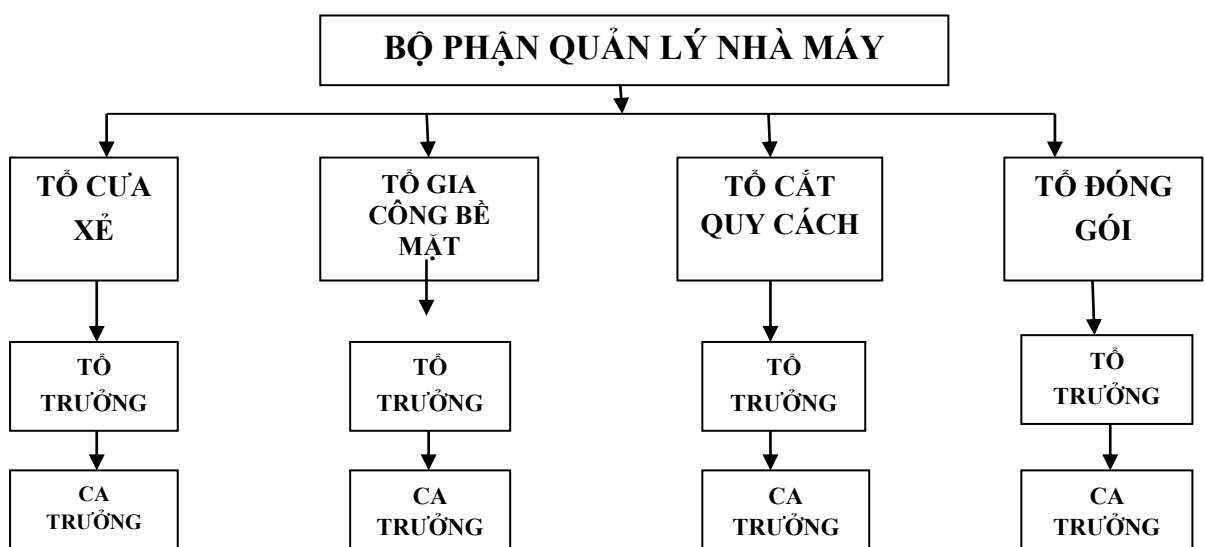 BỘ PHẬN QUẢN LÝ NHÀ MÁY
TỔ CƯA
XẺ
TỔ GIA
CÔNG BỀ
MẶT
TỔ CẮT
QUY CÁCH
TỔ ĐÓNG
GÓI
TỔ
TRƯỞNG
TỔ
TRƯỞNG
TỔ
TRƯỞNG
TỔ
TRƯỞNG
CA
TRƯỞNG
CA
TRƯỞNG
CA
TRƯỞNG
CA
TRƯỞNG